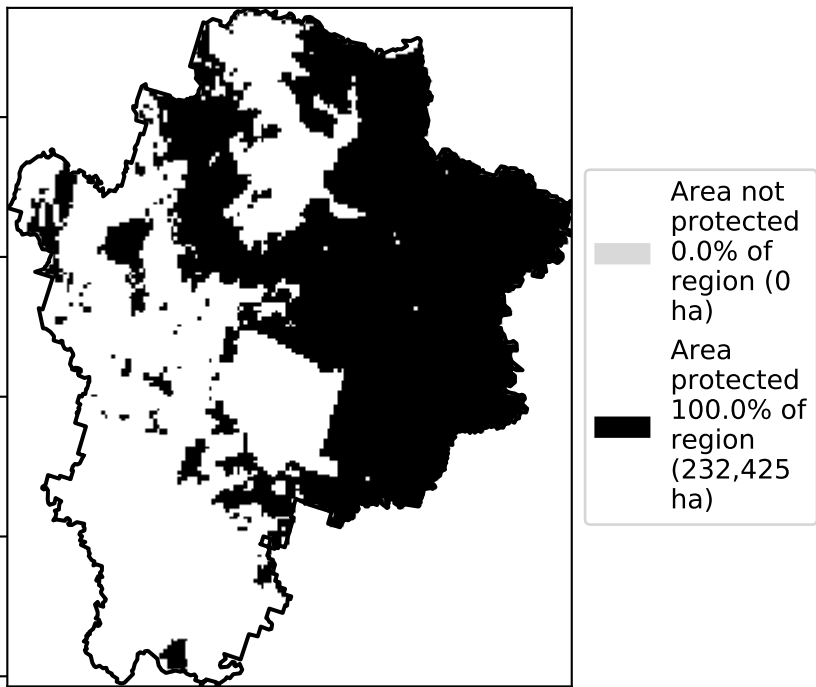 Area not
protected
0.0% of
region (0
ha)
Area
protected
100.0% of
region
(232,425
ha)